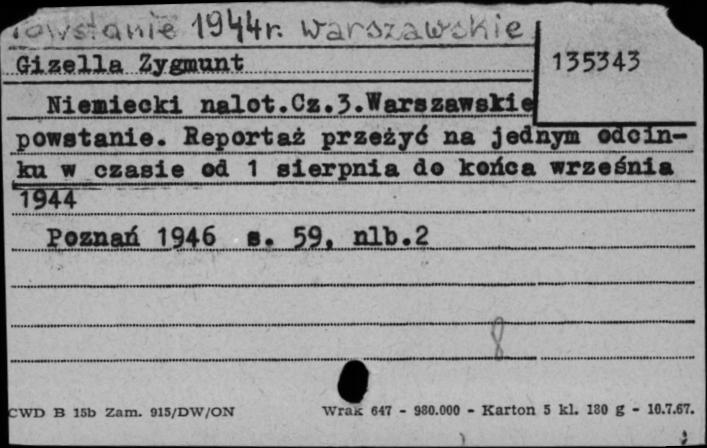 Powstanie 1944r. Warszawskie
Gizella Zygmunt
135343
Niemiecki nalot.Cz.3.Warszawskie
powstanie. Reportaż przeżyć na jednym odcin-
ku w czasie od 1 sierpnia do końca września
1944
Poznań 1946 s. 59, nlb.2
8
CWD B 15b Zam. 915/DW/ON
Wrak 647 - 980.000 - Karton 5 kl. 180 g - 10.7.67.